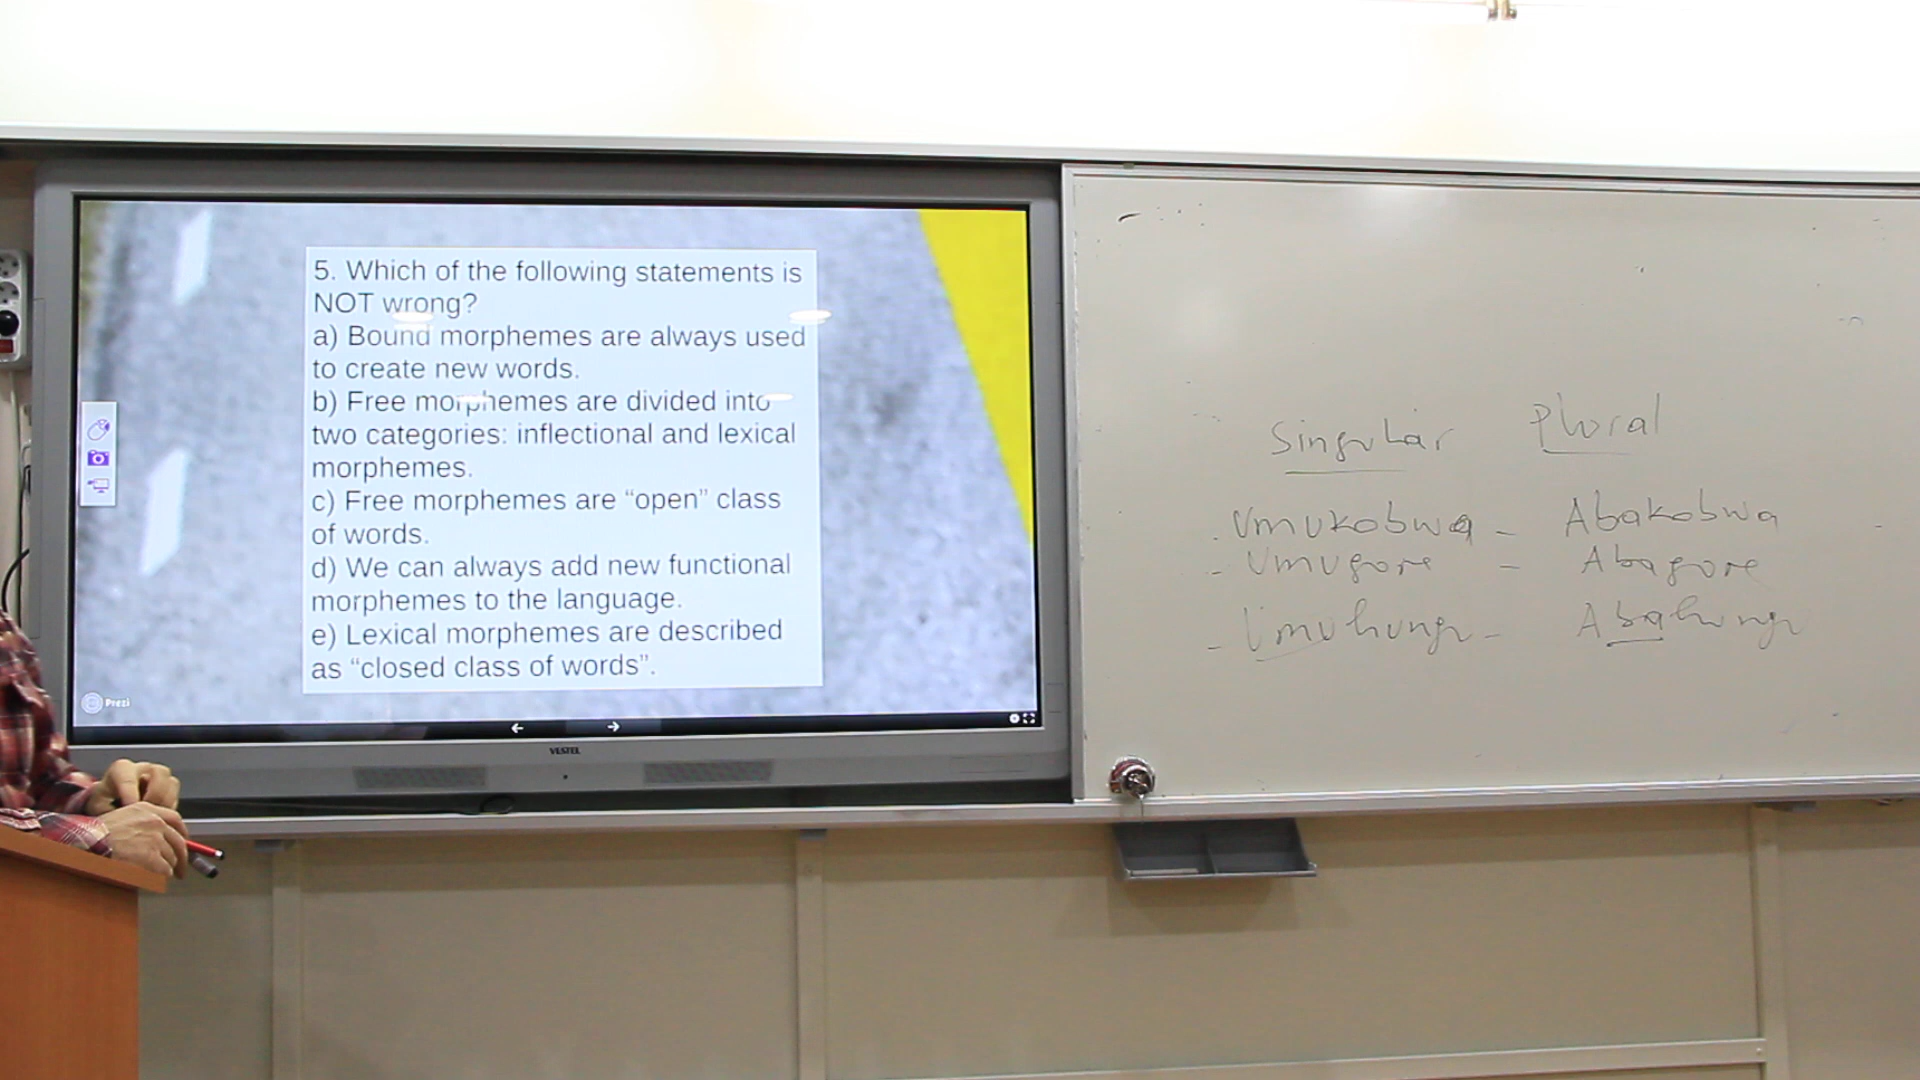 5. Which of the following statements is
NOT wrong?
a) Bound morphemes are always used
to create new words.
b) Free morphemes are divided into
two categories: inflectional and lexical
morphemes.
c) Free morphemes are “open” class
of words.
d) We can always add new functional
morphemes to the language.
e) Lexical morphemes are described
as “closed class of words”.
Prezi
VESTEL
Singular Plural
. Umukobwa - Abakobwa
- Umugore - Abagore